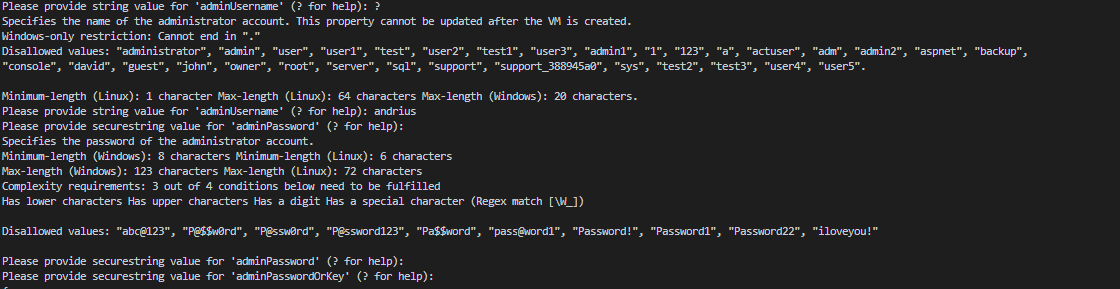 Please provide string value for 'adminUsername' (? for help): ?
Specifies the name of the administrator account. This property cannot be updated after the VM is created.
Windows-only restriction: Cannot end in "."
Disallowed values: "administrator", "admin", "user", "user1", "test", "user2", "test1", "user3", "admin1", "1", "123", "a", "actuser", "adm", "admin2", "aspnet", "backup",
"console", "david", "guest", "john", "owner", "root", "server", "sql", "support", "support_388945a0", "sys", "test2", "test3", "user4", "user5".
Minimum-length (Linux): 1 character Max-length (Linux): 64 characters Max-length (Windows): 20 characters.
Please provide string value for 'adminUsername' (? for help): andrius
Please provide securestring value for 'adminPassword' (? for help):
Specifies the password of the administrator account.
Minimum-length (Windows): 8 characters Minimum-length (Linux): 6 characters
Max-length (Windows): 123 characters Max-length (Linux): 72 characters
Complexity requirements: 3 out of 4 conditions below need to be fulfilled
Has lower characters Has upper characters Has a digit Has a special character (Regex match [\W_])
Disallowed values: "abc@123", "P@$$w0rd", "P@ssw0rd", "P@ssword123", "Pa$$word", "pass@word1", "Password!", "Password1", "Password22", "iloveyou!"
Please provide securestring value for 'adminPassword' (? for help):
Please provide securestring value for 'adminPasswordOrKey' (? for help):